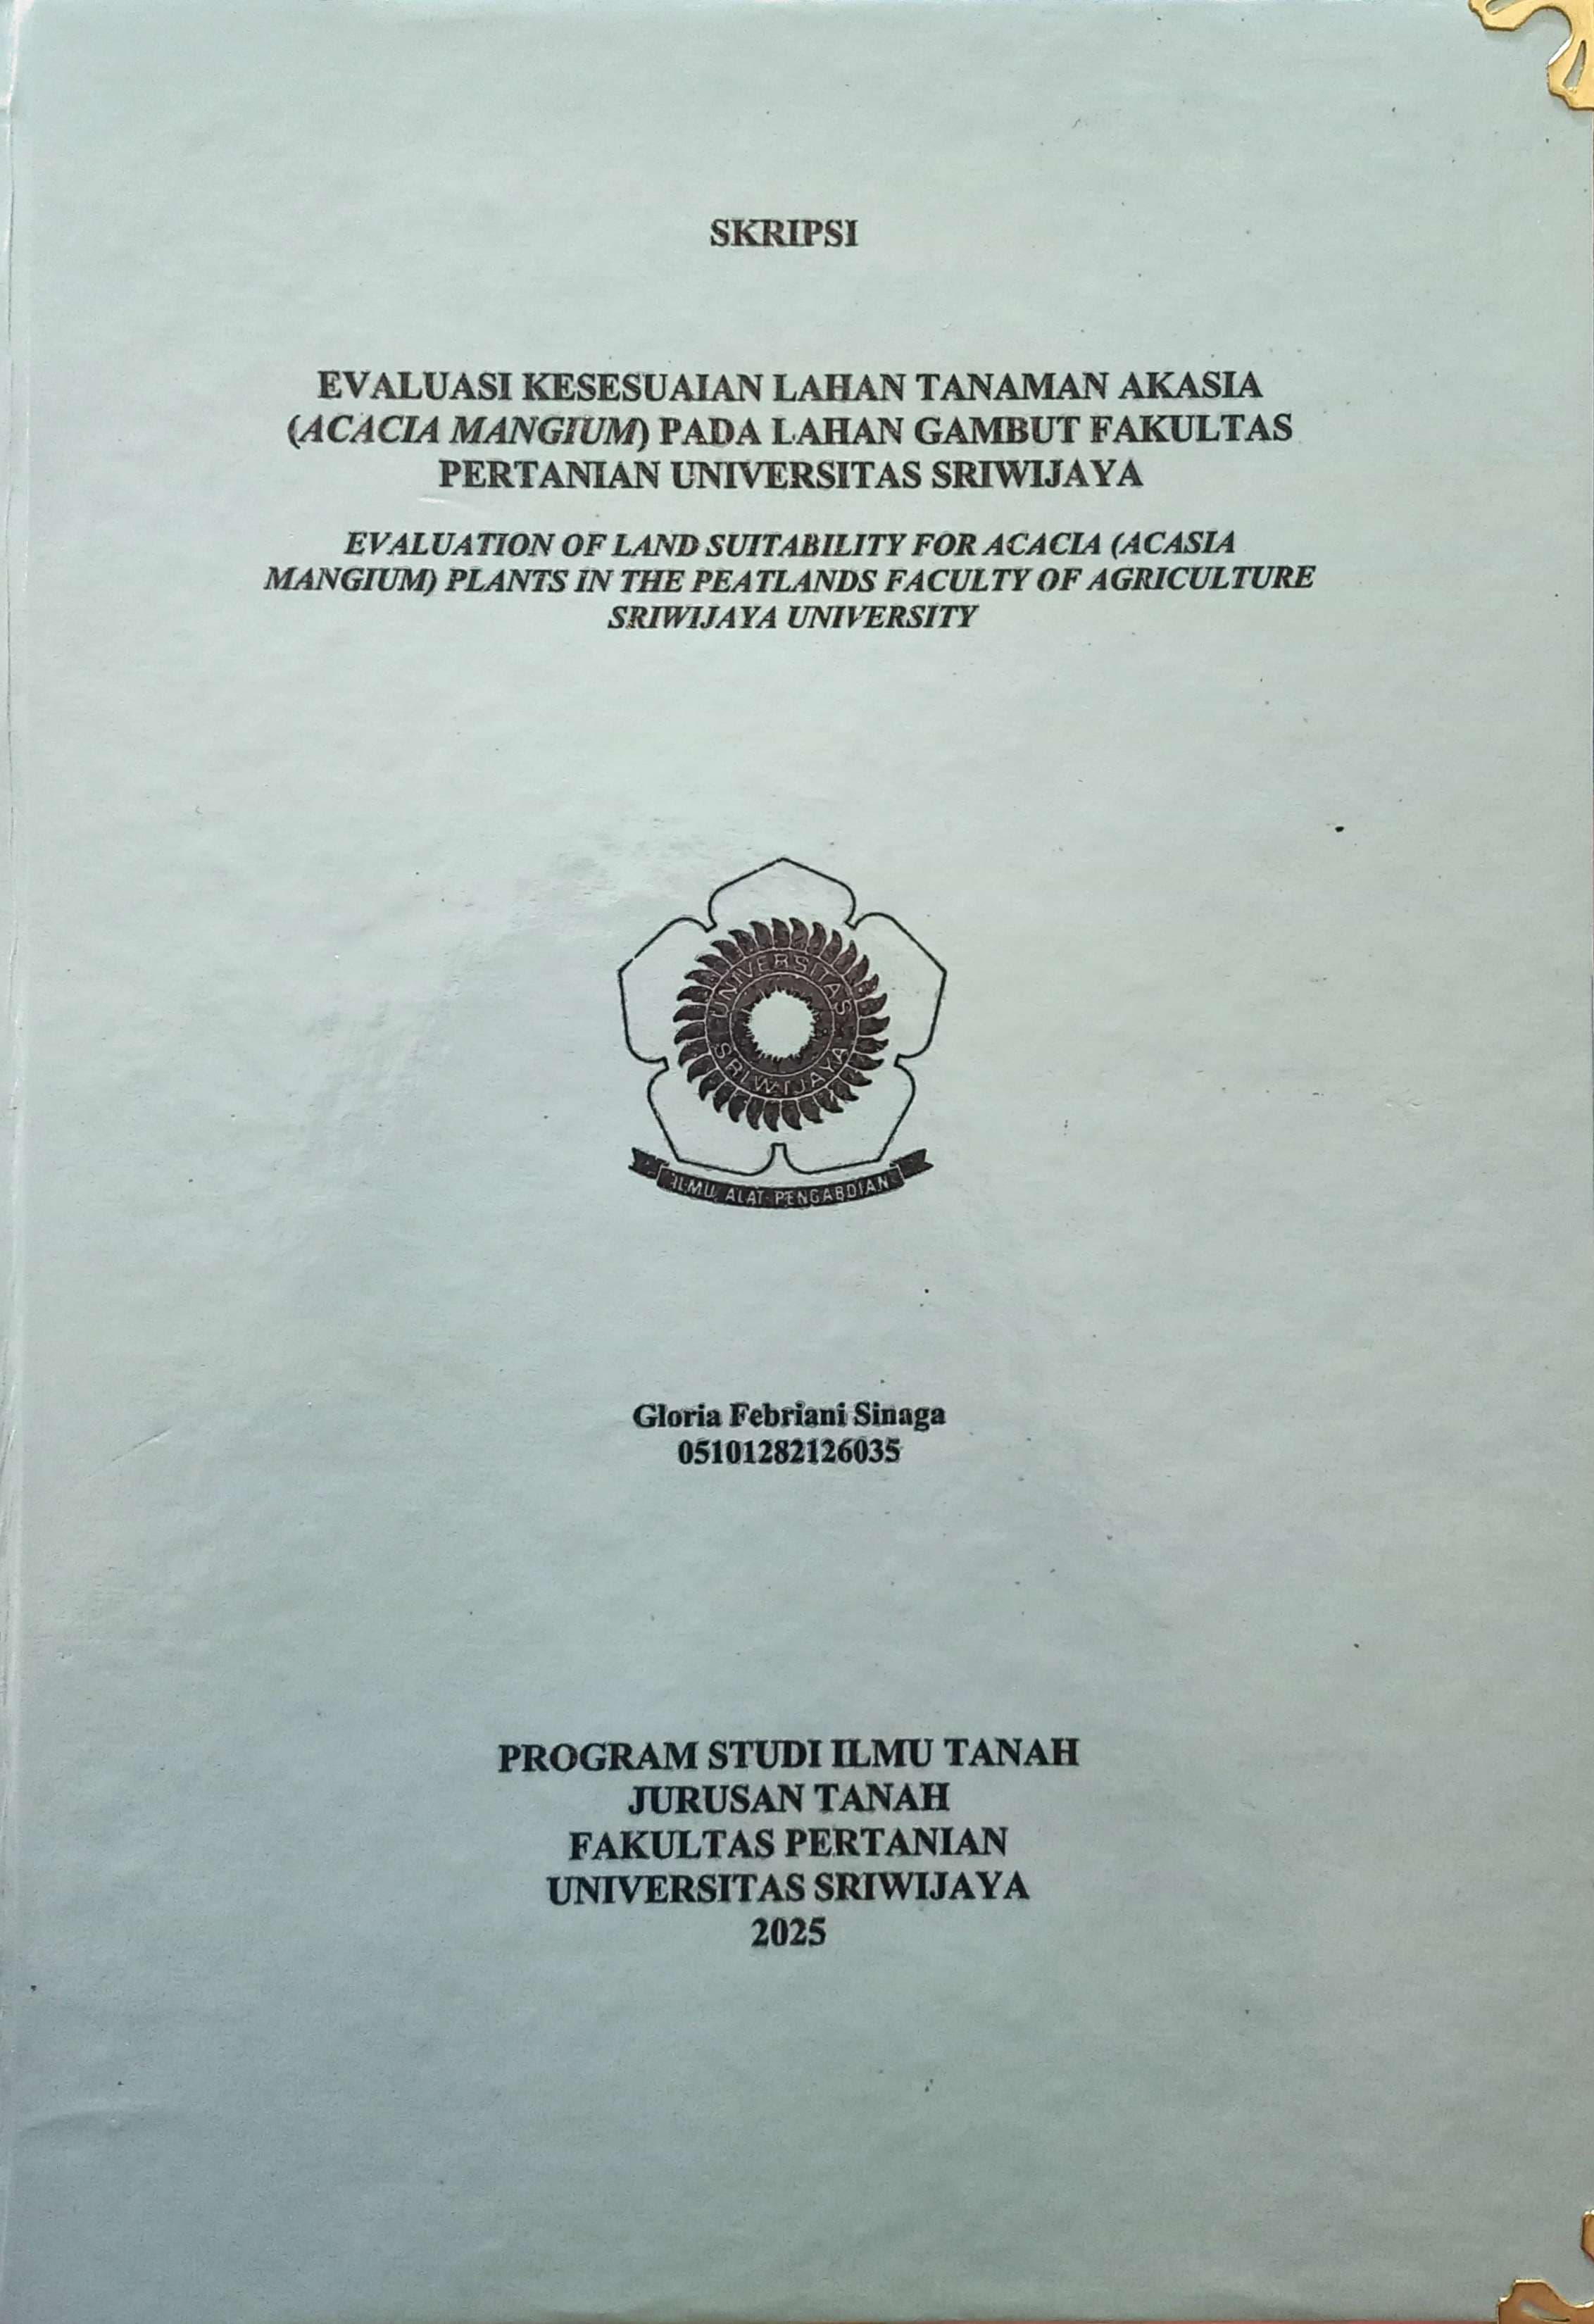 SKRIPSI
EVALUASI KESESUAIAN LAHAN TANAMAN AKASIA
(ACACIA MANGIUM) PADA LAHAN GAMBUT FAKULTAS
PERTANIAN UNIVERSITAS SRIWIJAYA
EVALUATION OF LAND SUITABILITY FOR ACACIA (ACASIA
MANGIUM) PLANTS IN THE PEATLANDS FACULTY OF AGRICULTURE
SRIWIJAYA UNIVERSITY
UNIVERSITAS
SRIWIJAYA
ILMU ALAT PENGABDIAN
Gloria Febriani Sinaga
05101282126035
PROGRAM STUDI ILMU TANAH
JURUSAN TANAH
FAKULTAS PERTANIAN
UNIVERSITAS SRIWIJAYA
2025